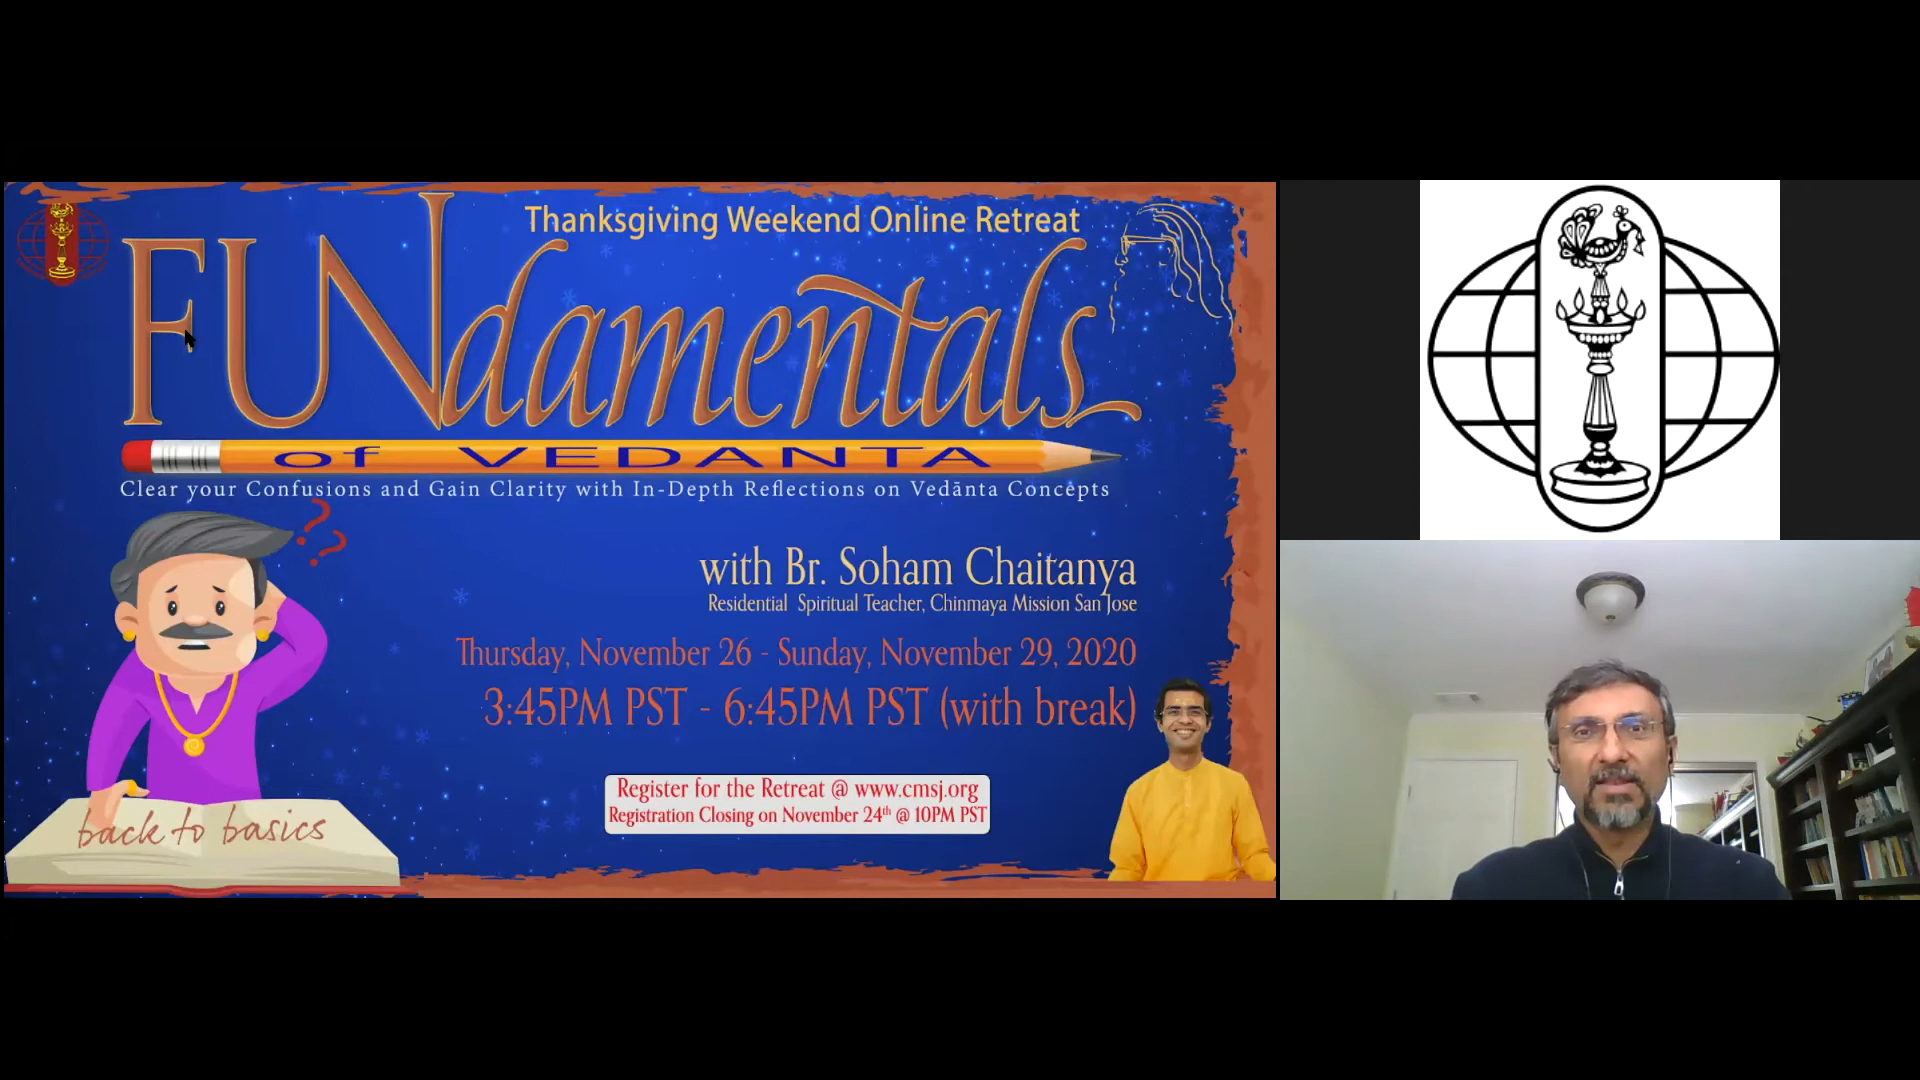 Thanksgiving Weekend Online Retreat
FUNdamentals
of VEDANTA
Clear your Confusions and Gain Clarity with In-Depth Reflections on Vedānta Concepts
??
with Br. Soham Chaitanya
Residential Spiritual Teacher, Chinmaya Mission San Jose
Thursday, November 26 - Sunday, November 29, 2020
3:45PM PST - 6:45PM PST (with break)
Register for the Retreat @ www.cmsj.org
Registration Closing on November 24th @ 10PM PST
back to basics